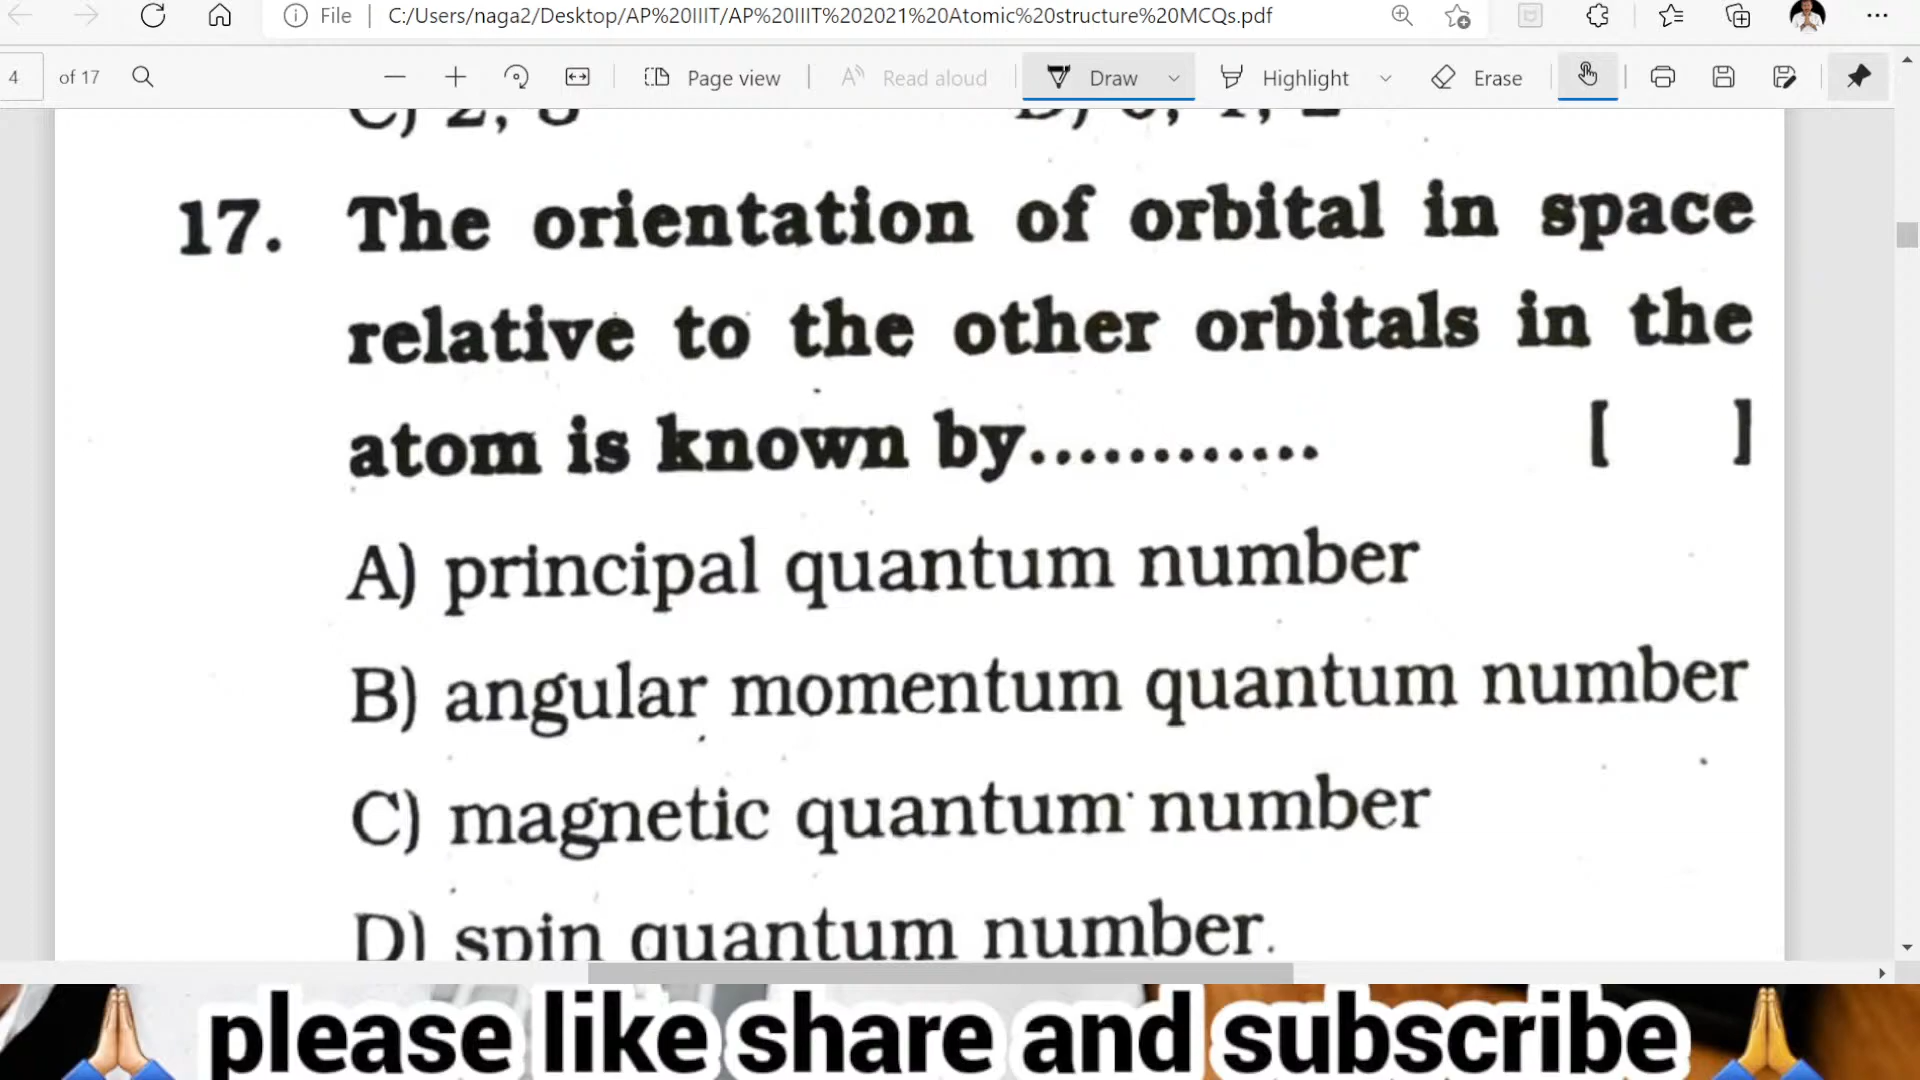 File C:/Users/naga2/Desktop/AP%20IIIT/AP%20IIIT%202021%20Atomic%20structure%20MCQs.pdf
4 of 17 Page view Read aloud Draw Highlight Erase
17. The orientation of orbital in space
relative to the other orbitals in the
atom is known by............ [ ]
A) principal quantum number
B) angular momentum quantum number
C) magnetic quantum number
D) spin quantum number.
please like share and subscribe